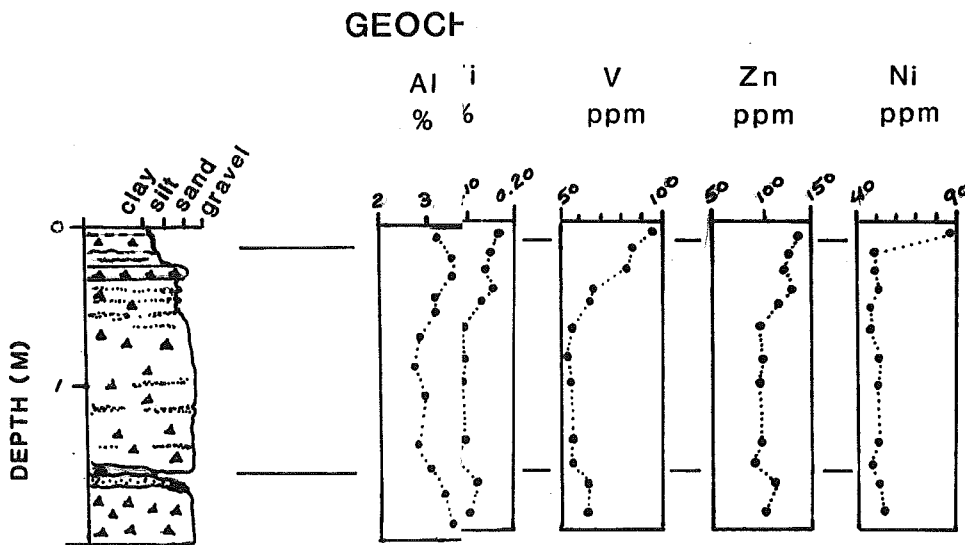 GEOCH
Al i V Zn Ni
% % ppm ppm ppm
clay silt sand gravel
2 3 10 0.20 50 100 50 100 150 40 90
0
1
DEPTH (M)